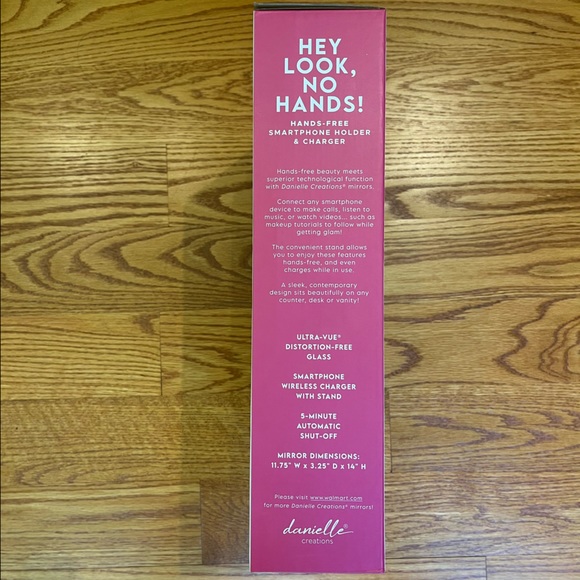 HEY
LOOK,
NO
HANDS!
HANDS-FREE
SMARTPHONE HOLDER
& CHARGER
Hands-free beauty meets
superior technological function
with Danielle Creations® mirrors.
Connect any smartphone
device to make calls, listen to
music, or watch videos... such as
makeup tutorials to follow while
getting glam!
The convenient stand allows
you to enjoy these features
hands-free, and even
charges while in use.
A sleek, contemporary
design sits beautifully on any
counter, desk or vanity!
ULTRA-VUE®
DISTORTION-FREE
GLASS
SMARTPHONE
WIRELESS CHARGER
WITH STAND
5-MINUTE
AUTOMATIC
SHUT-OFF
MIRROR DIMENSIONS:
11.75" W x 3.25" D x 14" H
Please visit www.walmart.com
for more Danielle Creations® mirrors!
danielle®
creations